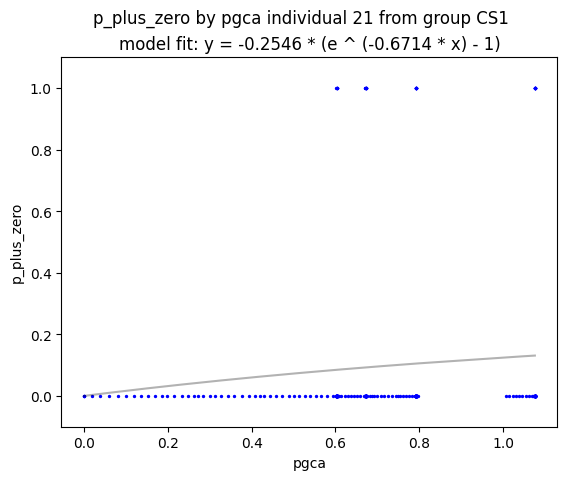 p_plus_zero by pgca individual 21 from group CS1
model fit: y = -0.2546 * (e ^ (-0.6714 * x) - 1)
1.0
0.8
0.6
0.4
0.2
0.0
p_plus_zero
0.0 0.2 0.4 0.6 0.8 1.0
pgca